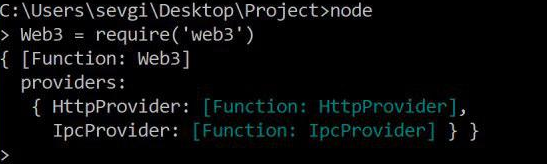 C:\Users\sevgi\Desktop\Project>node
> Web3 = require('web3')
{ [Function: Web3]
  providers:
   { HttpProvider: [Function: HttpProvider],
     IpcProvider: [Function: IpcProvider] } }
>